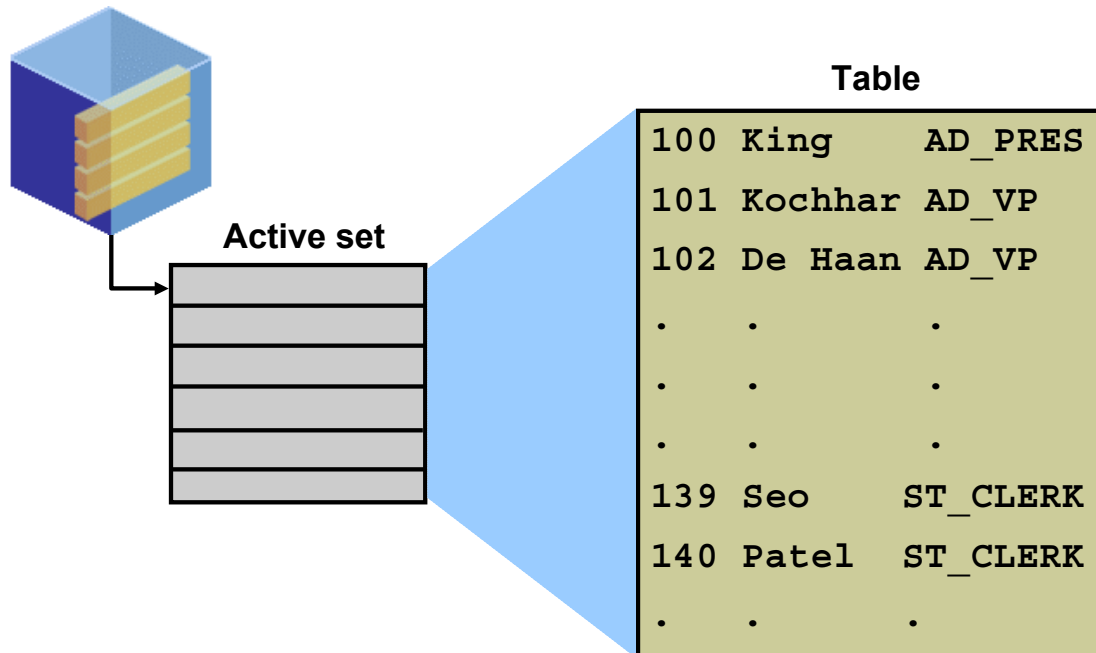 Table
Active set
100 King AD_PRES
101 Kochhar AD_VP
102 De Haan AD_VP
. . .
. . .
. . .
139 Seo ST_CLERK
140 Patel ST_CLERK
. . .